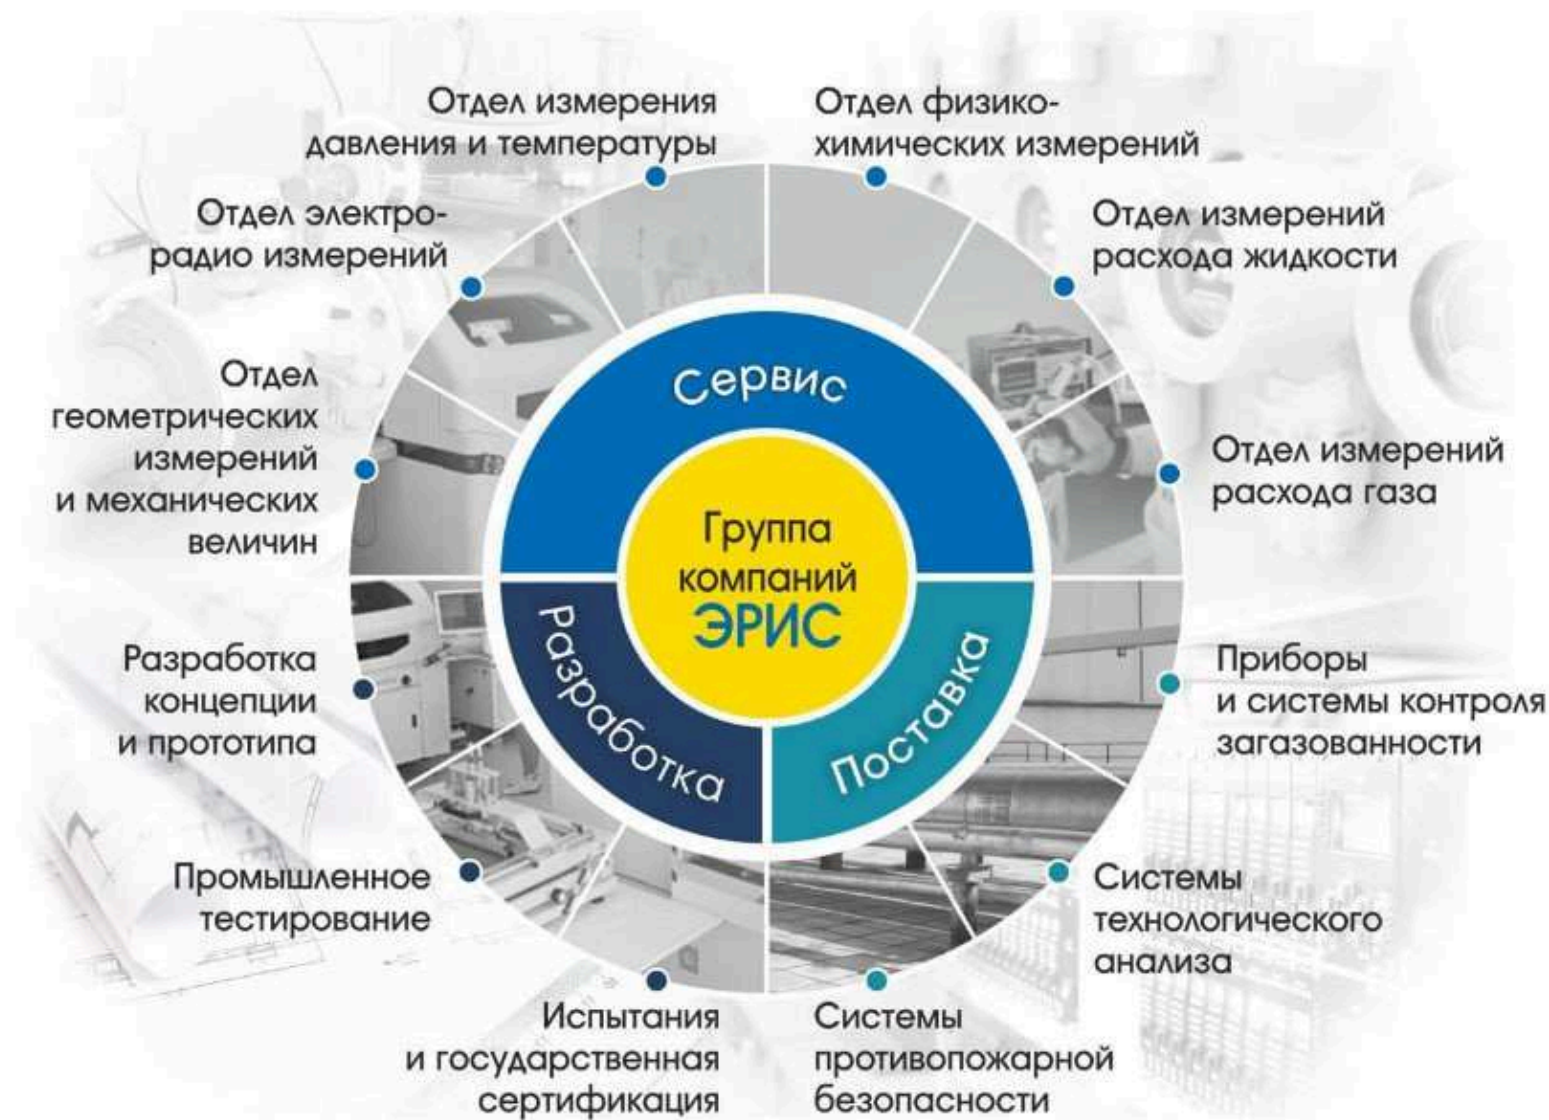 Отдел измерения
давления и температуры
Отдел физико-
химических измерений
Отдел электро-
радио измерений
Отдел измерений
расхода жидкости
Отдел
геометрических
измерений
и механических
величин
Отдел измерений
расхода газа
Сервис
Группа
компаний
ЭРИС
Разработка
Поставка
Разработка
концепции
и прототипа
Приборы
и системы контроля
загазованности
Промышленное
тестирование
Системы
технологического
анализа
Испытания
и государственная
сертификация
Системы
противопожарной
безопасности